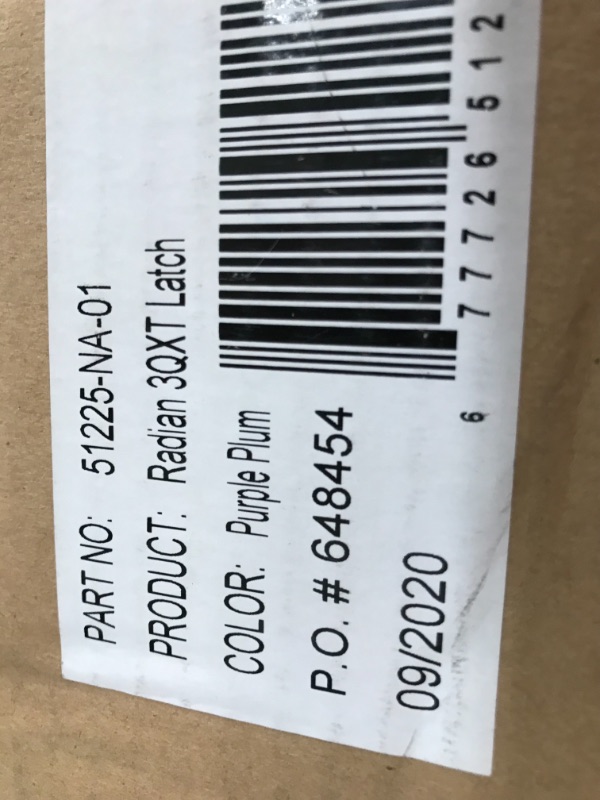 PART NO: 51225-NA-01
PRODUCT: Radian 3QXT Latch
COLOR: Purple Plum
P.O. # 648454
09/2020
6 77726 512